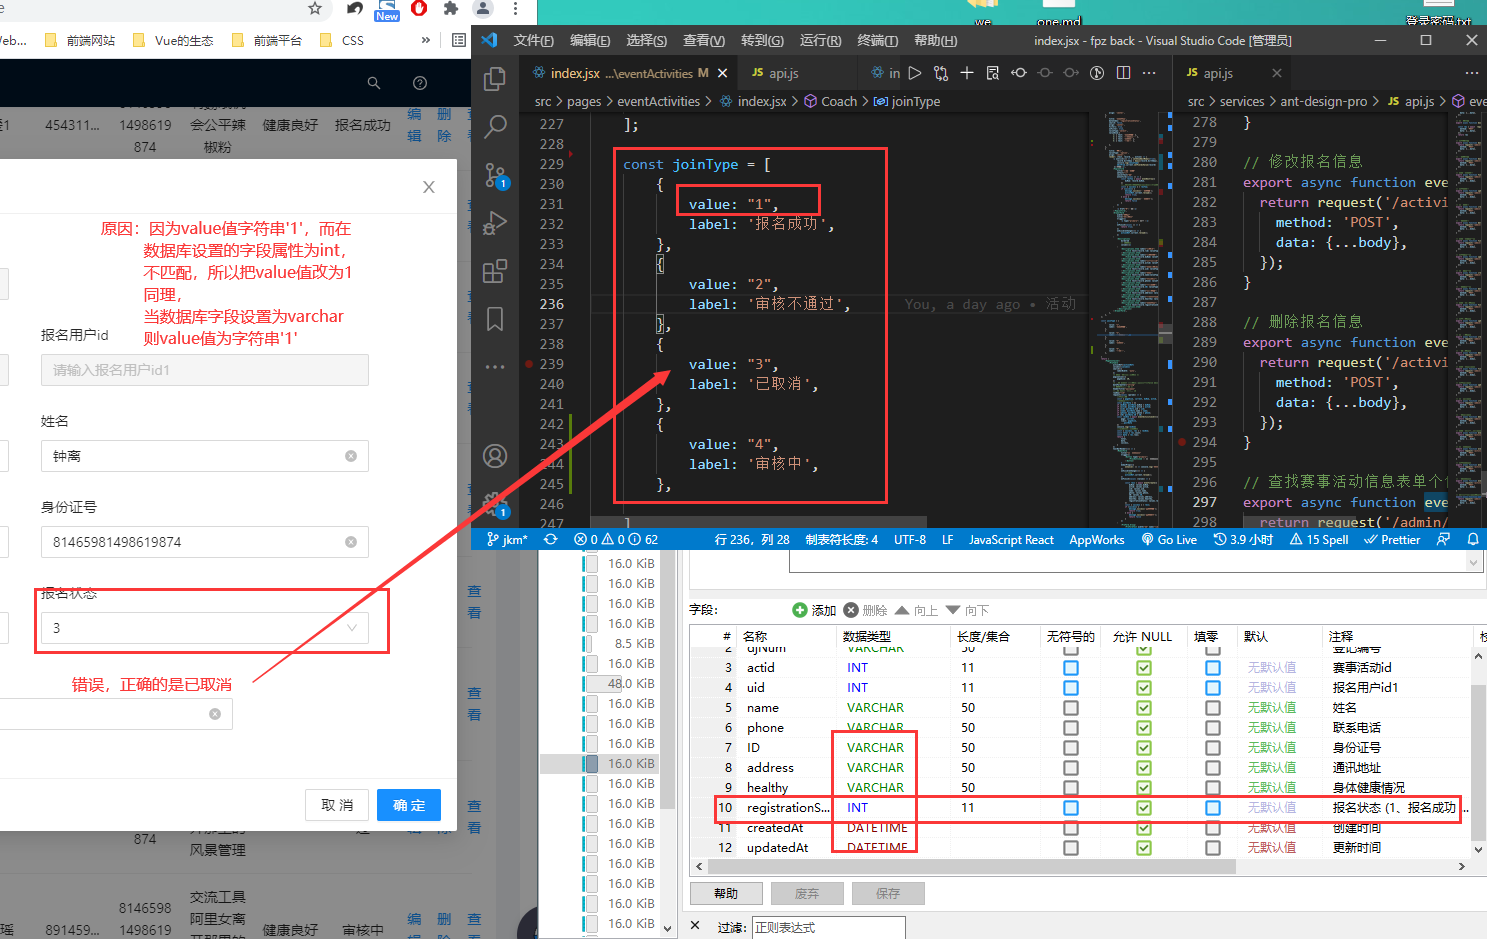 New
Web...
前端网站
Vue的生态
前端平台
CSS
»
we
one.md
登录密码.txt
文件(F) 编辑(E) 选择(S) 查看(V) 转到(G) 运行(R) 终端(T) 帮助(H)
index.jsx - fpz back - Visual Studio Code [管理员]
index.jsx ...\eventActivities M
JS api.js
in
JS api.js
src > pages > eventActivities > index.jsx > Coach > joinType
src > services > ant-design-pro > JS api.js > eve
227 ];
228
229 const joinType = [
230 {
231 value: "1",
232 label: '报名成功',
233 },
234 {
235 value: "2",
236 label: '审核不通过', You, a day ago • 活动
237 },
238 {
239 value: "3",
240 label: '已取消',
241 },
242 {
243 value: "4",
244 label: '审核中',
245 },
246
247 ]
278 }
279
280 // 修改报名信息
281 export async function eve
282 return request('/activi
283 method: 'POST',
284 data: {...body},
285 });
286 }
287
288 // 删除报名信息
289 export async function eve
290 return request('/activi
291 method: 'POST',
292 data: {...body},
293 });
294 }
295
296 // 查找赛事活动信息表单个
297 export async function eve
298 return request('/admin/
jkm* 0 0 62
行 236，列 28 制表符长度: 4 UTF-8 LF JavaScript React AppWorks Go Live 3.9 小时 15 Spell Prettier
454311...
1498619
874
会公平辣
椒粉
健康良好
报名成功
编
辑
删
除
原因：因为value值字符串'1'，而在
数据库设置的字段属性为int，
不匹配，所以把value值改为1
同理，
当数据库字段设置为varchar
则value值为字符串'1'
报名用户id
请输入报名用户id1
姓名
钟离
身份证号
81465981498619874
报名状态
3
错误，正确的是已取消
取 消
确 定
查
看
查
看
查
看
874
风景管理
瑶
891459...
8146598
1498619
交流工具
阿里女离
健康良好
审核中
编 删 查
16.0 KiB
16.0 KiB
16.0 KiB
16.0 KiB
8.5 KiB
16.0 KiB
48.0 KiB
16.0 KiB
16.0 KiB
16.0 KiB
16.0 KiB
16.0 KiB
16.0 KiB
16.0 KiB
16.0 KiB
16.0 KiB
16.0 KiB
16.0 KiB
16.0 KiB
字段: 添加 删除 向上 向下
# 名称 数据类型 长度/集合 无符号的 允许 NULL 填零 默认 注释
2 djNum VARCHAR 50 登记编号
3 actid INT 11 无默认值 赛事活动id
4 uid INT 11 无默认值 报名用户id1
5 name VARCHAR 50 无默认值 姓名
6 phone VARCHAR 50 无默认值 联系电话
7 ID VARCHAR 50 无默认值 身份证号
8 address VARCHAR 50 无默认值 通讯地址
9 healthy VARCHAR 50 无默认值 身体健康情况
10 registrationS... INT 11 无默认值 报名状态 (1、报名成功 ...
11 createdAt DATETIME 无默认值 创建时间
12 updatedAt DATETIME 无默认值 更新时间
帮助 废弃 保存
过滤: 正则表达式